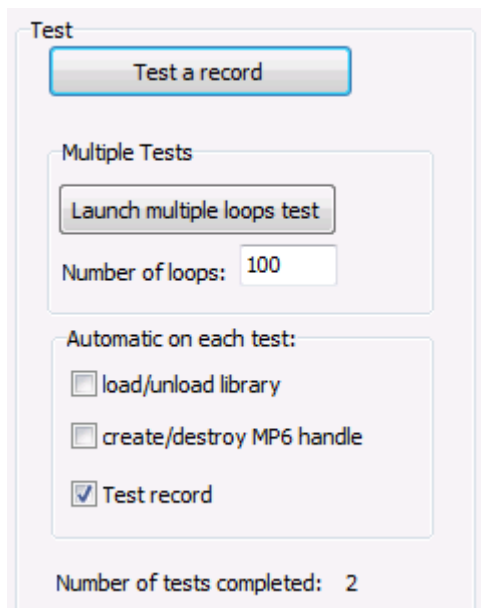 Test
Test a record
Multiple Tests
Launch multiple loops test
Number of loops: 100
Automatic on each test:
load/unload library
create/destroy MP6 handle
Test record
Number of tests completed: 2